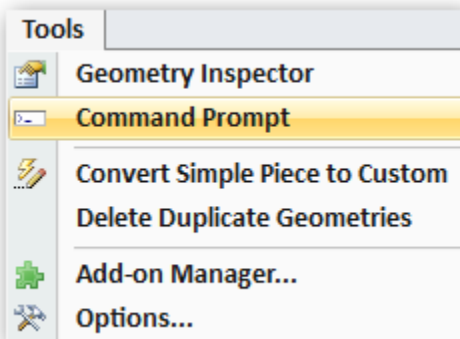 Tools
Geometry Inspector
Command Prompt
Convert Simple Piece to Custom
Delete Duplicate Geometries
Add-on Manager...
Options...